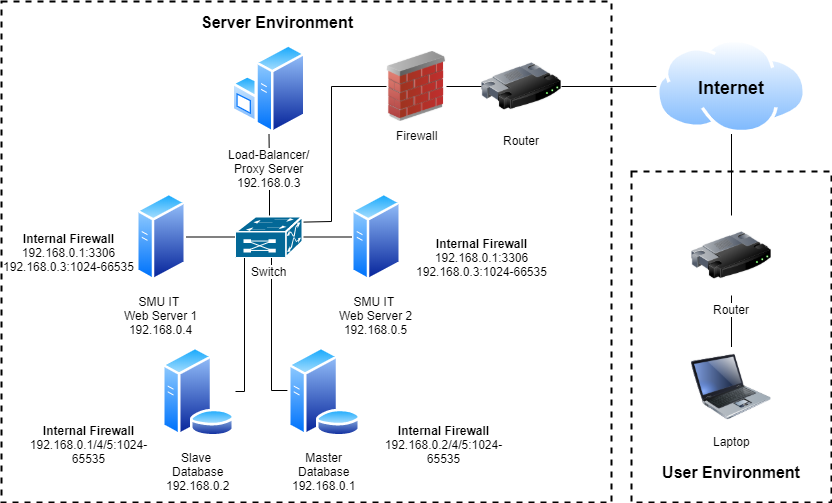 Server Environment
Internet
Firewall
Router
Load-Balancer/
Proxy Server
192.168.0.3
Internal Firewall
192.168.0.1:3306
192.168.0.3:1024-66535
Switch
Internal Firewall
192.168.0.1:3306
192.168.0.3:1024-66535
SMU IT
Web Server 1
192.168.0.4
SMU IT
Web Server 2
192.168.0.5
Router
Internal Firewall
192.168.0.1/4/5:1024-
65535
Slave
Database
192.168.0.2
Master
Database
192.168.0.1
Internal Firewall
192.168.0.2/4/5:1024-
65535
Laptop
User Environment